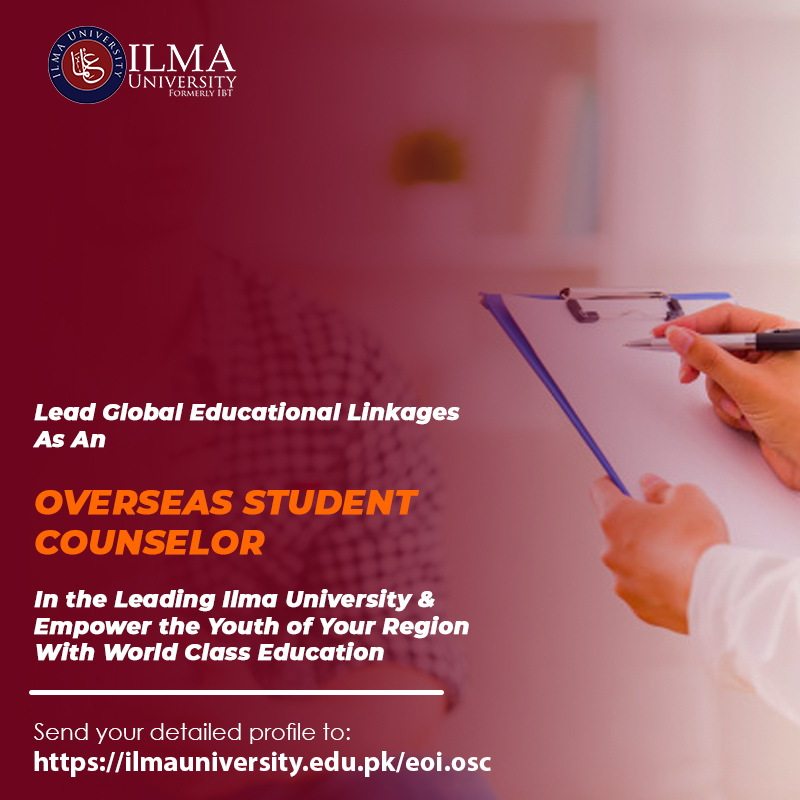 ILMA UNIVERSITY
ILMA
UNIVERSITY
FORMERLY IBT
Lead Global Educational Linkages
As An
OVERSEAS STUDENT
COUNSELOR
In the Leading Ilma University &
Empower the Youth of Your Region
With World Class Education
Send your detailed profile to:
https://ilmauniversity.edu.pk/eoi.osc